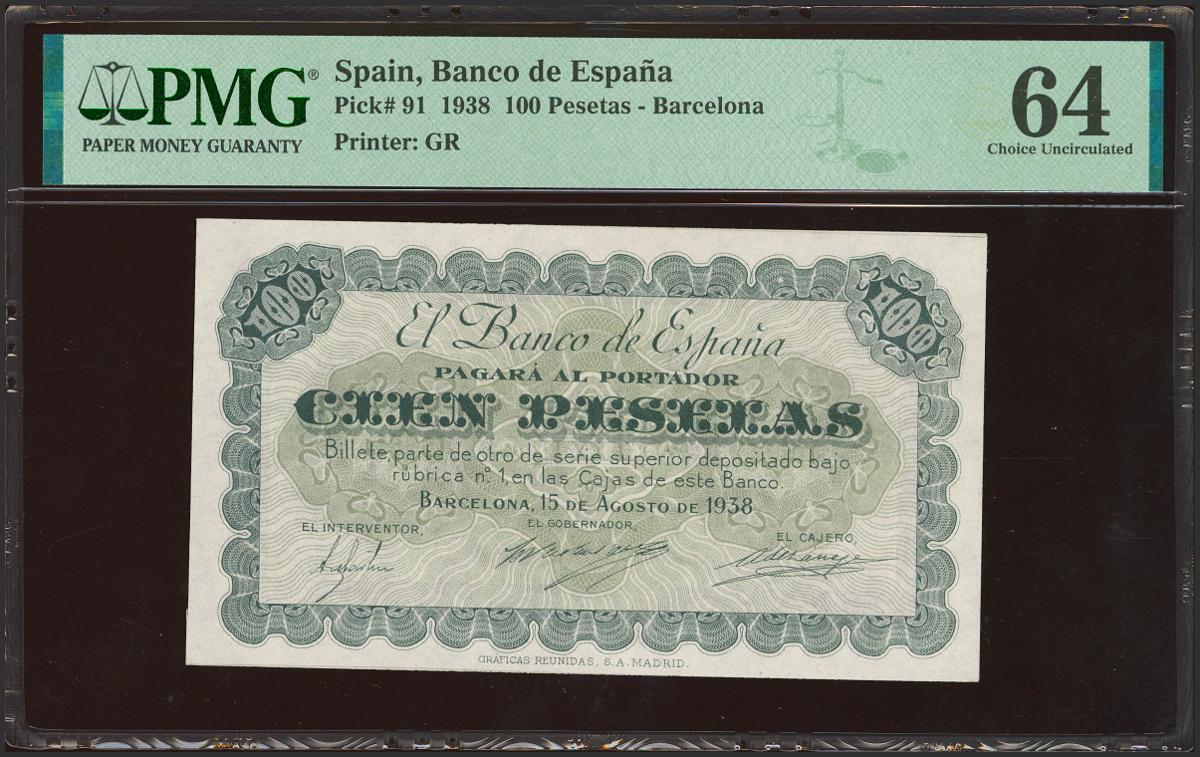 PMG®
PAPER MONEY GUARANTY
Spain, Banco de España
Pick# 91 1938 100 Pesetas - Barcelona
Printer: GR
64
Choice Uncirculated
100
100
El Banco de España
PAGARÁ AL PORTADOR
CIEN PESETAS
Billete, parte de otro de serie superior depositado bajo
rúbrica nº. 1, en las Cajas de este Banco.
BARCELONA, 15 DE AGOSTO DE 1938
EL INTERVENTOR,
EL GOBERNADOR,
EL CAJERO,
GRÁFICAS REUNIDAS, S.A. MADRID.